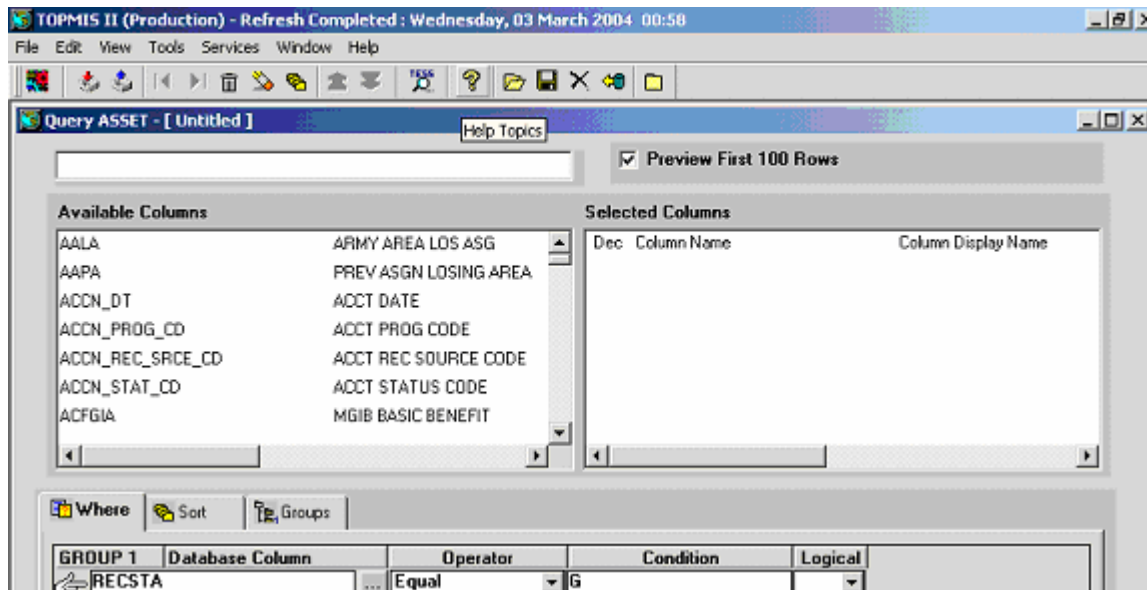 TOPMIS II (Production) - Refresh Completed : Wednesday, 03 March 2004 00:58
File Edit View Tools Services Window Help
TESS
Query ASSET - [ Untitled ]
Help Topics
Preview First 100 Rows
Available Columns
Selected Columns
AALA ARMY AREA LOS ASG
AAPA PREV ASGN LOSING AREA
ACCN_DT ACCT DATE
ACCN_PROG_CD ACCT PROG CODE
ACCN_REC_SRCE_CD ACCT REC SOURCE CODE
ACCN_STAT_CD ACCT STATUS CODE
ACFGIA MGIB BASIC BENEFIT
Dec Column Name Column Display Name
Where Sort Groups
GROUP 1 Database Column Operator Condition Logical
RECSTA ... Equal G